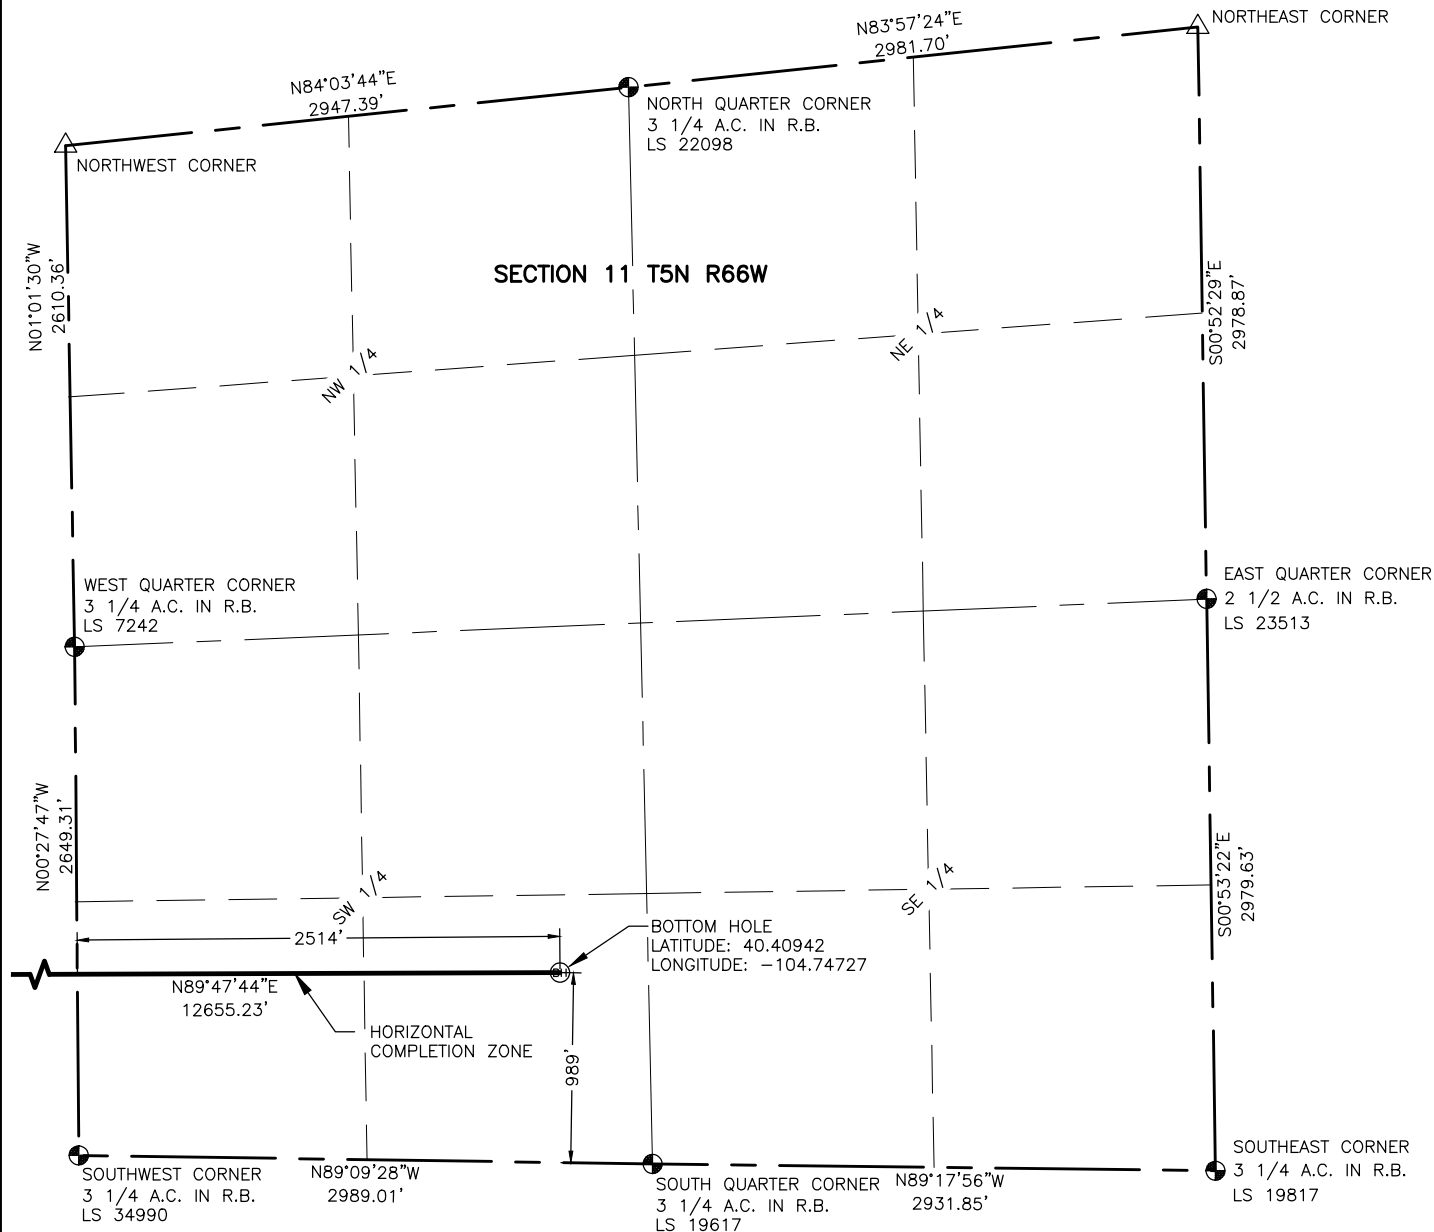 NORTHEAST CORNER
N83°57'24"E
2981.70'
N84°03'44"E
2947.39'
NORTH QUARTER CORNER
3 1/4 A.C. IN R.B.
LS 22098
NORTHWEST CORNER
SECTION 11 T5N R66W
N01°01'30"W
2610.36'
S00°52'29"E
2978.87'
NW 1/4
NE 1/4
WEST QUARTER CORNER
3 1/4 A.C. IN R.B.
LS 7242
EAST QUARTER CORNER
2 1/2 A.C. IN R.B.
LS 23513
N00°27'47"W
2649.31'
S00°53'22"E
2979.63'
SW 1/4
SE 1/4
2514'
BOTTOM HOLE
LATITUDE: 40.40942
LONGITUDE: -104.74727
BH
N89°47'44"E
12655.23'
HORIZONTAL
COMPLETION ZONE
989'
SOUTHWEST CORNER
3 1/4 A.C. IN R.B.
LS 34990
N89°09'28"W
2989.01'
SOUTH QUARTER CORNER
3 1/4 A.C. IN R.B.
LS 19617
N89°17'56"W
2931.85'
SOUTHEAST CORNER
3 1/4 A.C. IN R.B.
LS 19817